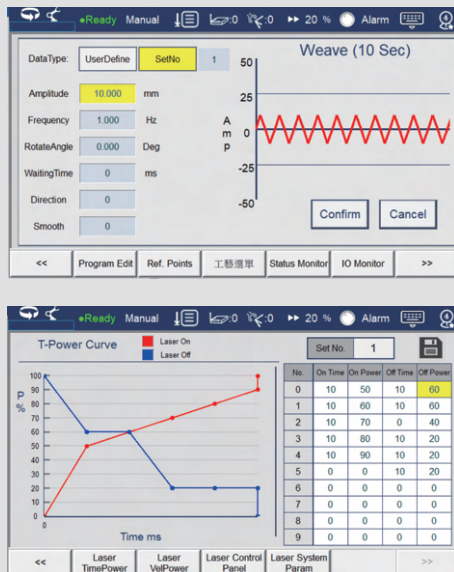 ●Ready Manual :0 :0 ▸▸ 20 % Alarm 4
DataType: UserDefine SetNo 1
Weave (10 Sec)
Amplitude 10.000 mm
Frequency 1.000 Hz
RotateAngle 0.000 Deg
WaitingTime 0 ms
Direction 0
Smooth 0
Amp
50
25
0
-25
-50
Confirm Cancel
<< Program Edit Ref. Points 工藝選單 Status Monitor IO Monitor >>
●Ready Manual :0 :0 ▸▸ 20 % Alarm 4
T-Power Curve
Laser On
Laser Off
Set No. 1
P %
100
90
80
70
60
50
40
30
20
10
0
0
Time ms
No. On Time On Power Off Time Off Power
0 10 50 10 60
1 10 60 10 60
2 10 70 0 40
3 10 80 10 20
4 10 90 10 20
5 0 0 10 20
6 0 0 0 0
7 0 0 0 0
8 0 0 0 0
9 0 0 0 0
<< Laser TimePower Laser VelPower Laser Control Panel Laser System Param >>